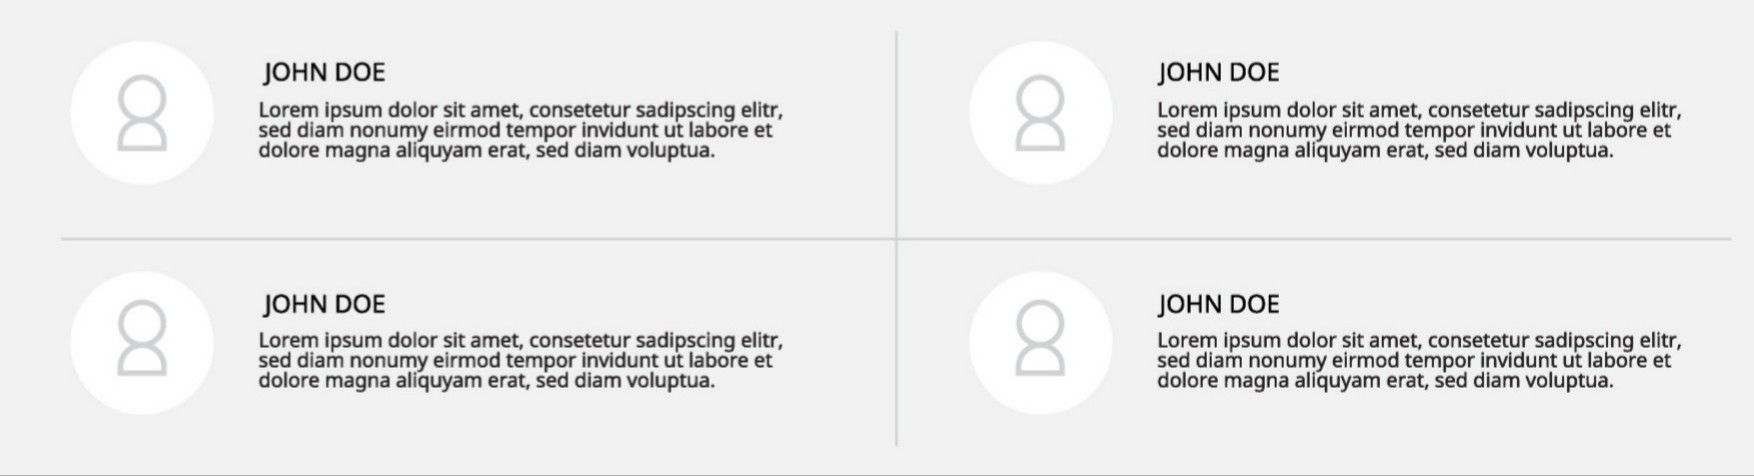 JOHN DOE
Lorem ipsum dolor sit amet, consetetur sadipscing elitr,
sed diam nonumy eirmod tempor invidunt ut labore et
dolore magna aliquyam erat, sed diam voluptua.
JOHN DOE
Lorem ipsum dolor sit amet, consetetur sadipscing elitr,
sed diam nonumy eirmod tempor invidunt ut labore et
dolore magna aliquyam erat, sed diam voluptua.
JOHN DOE
Lorem ipsum dolor sit amet, consetetur sadipscing elitr,
sed diam nonumy eirmod tempor invidunt ut labore et
dolore magna aliquyam erat, sed diam voluptua.
JOHN DOE
Lorem ipsum dolor sit amet, consetetur sadipscing elitr,
sed diam nonumy eirmod tempor invidunt ut labore et
dolore magna aliquyam erat, sed diam voluptua.